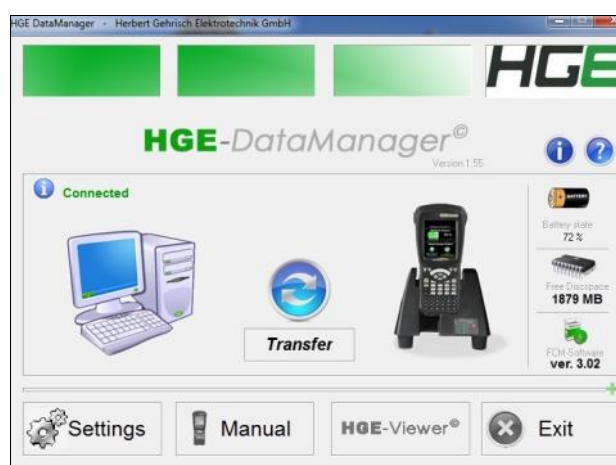 HGE DataManager - Herbert Gehrisch Elektrotechnik GmbH
HGE
HGE-DataManager©
Version 1.55
Connected
BATTERY
Battery state
72 %
Free Discspace
1879 MB
Transfer
FCM-Software
ver. 3.02
Settings
Manual
HGE-Viewer©
Exit